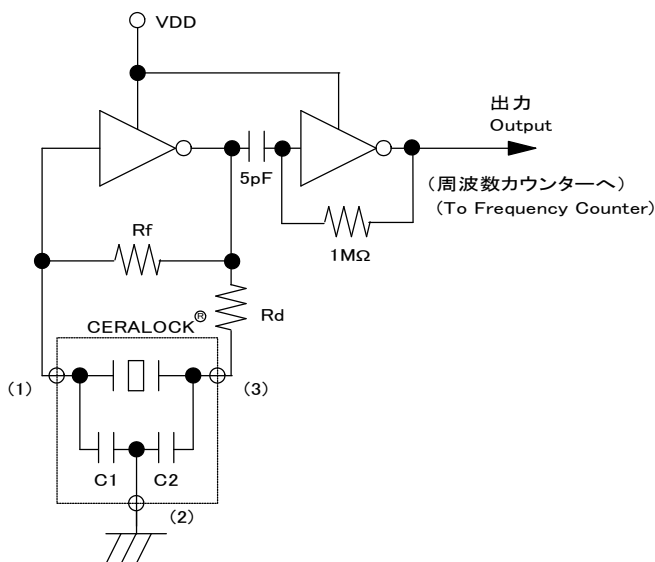 VDD
出力
Output
5pF
(周波数カウンターへ)
(To Frequency Counter)
Rf
1MΩ
Rd
CERALOCK®
(1)
(3)
C1
C2
(2)